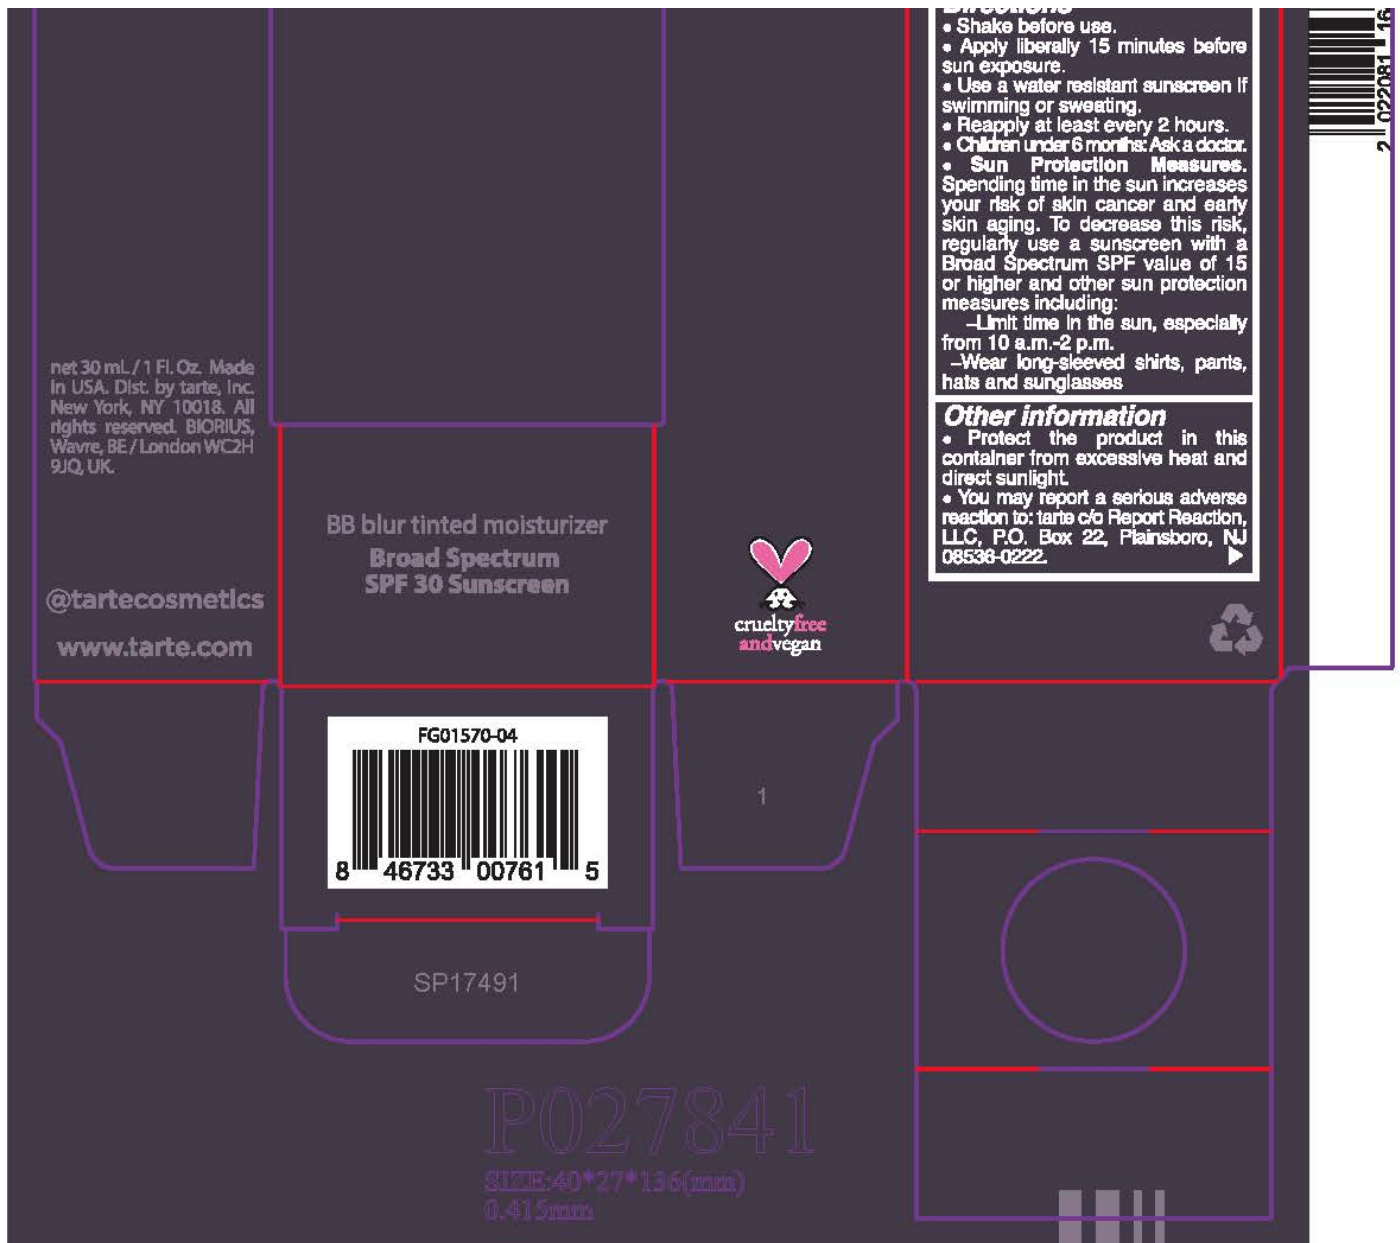 Directions
• Shake before use.
• Apply liberally 15 minutes before
sun exposure.
• Use a water resistant sunscreen if
swimming or sweating.
• Reapply at least every 2 hours.
• Children under 6 months: Ask a doctor.
• Sun Protection Measures.
Spending time in the sun increases
your risk of skin cancer and early
skin aging. To decrease this risk,
regularly use a sunscreen with a
Broad Spectrum SPF value of 15
or higher and other sun protection
measures including:
–Limit time in the sun, especially
from 10 a.m.-2 p.m.
–Wear long-sleeved shirts, pants,
hats and sunglasses
Other information
• Protect the product in this
container from excessive heat and
direct sunlight.
• You may report a serious adverse
reaction to: tarte c/o Report Reaction,
LLC, P.O. Box 22, Plainsboro, NJ
08536-0222.
2 022081 16
net 30 mL / 1 Fl. Oz. Made
in USA. Dist. by tarte, inc.
New York, NY 10018. All
rights reserved. BIORIUS,
Wavre, BE / London WC2H
9JQ, UK.
@tartecosmetics
www.tarte.com
BB blur tinted moisturizer
Broad Spectrum
SPF 30 Sunscreen
crueltyfree
andvegan
FG01570-04
8 46733 00761 5
1
SP17491
P027841
SIZE:40*27*136(mm)
0.415mm